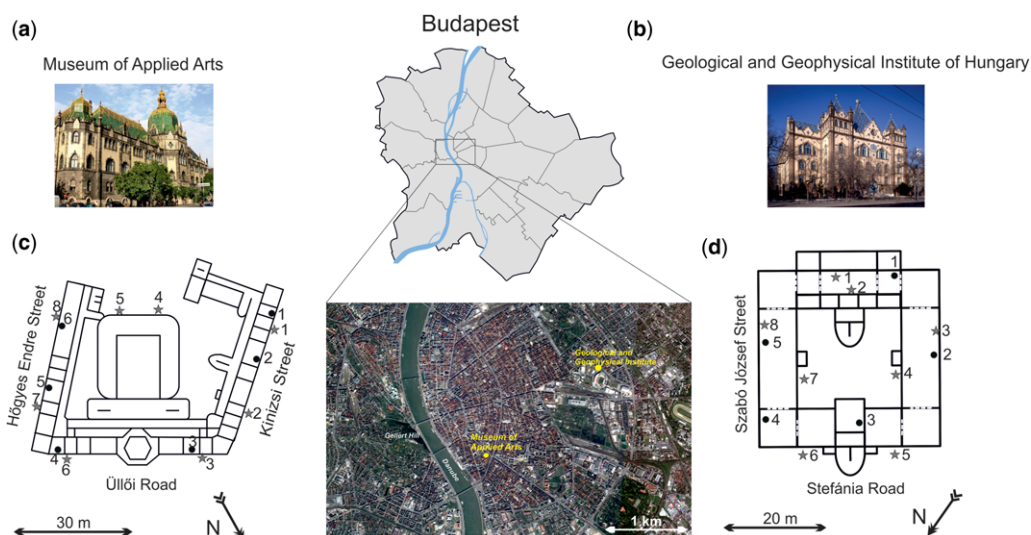 (a)
Museum of Applied Arts
Budapest
(b)
Geological and Geophysical Institute of Hungary
(c)
8
6
5
4
1
1
2
2
5
7
4
6
3
3
Högyes Endre Street
Kinizsi Street
Üllői Road
30 m
N
Geological and
Geophysical Institute
Gellért Hill
Museum of
Applied Arts
Danube
1 km
(d)
1
1
2
8
5
3
2
7
4
4
3
6
5
Szabó József Street
Stefánia Road
20 m
N